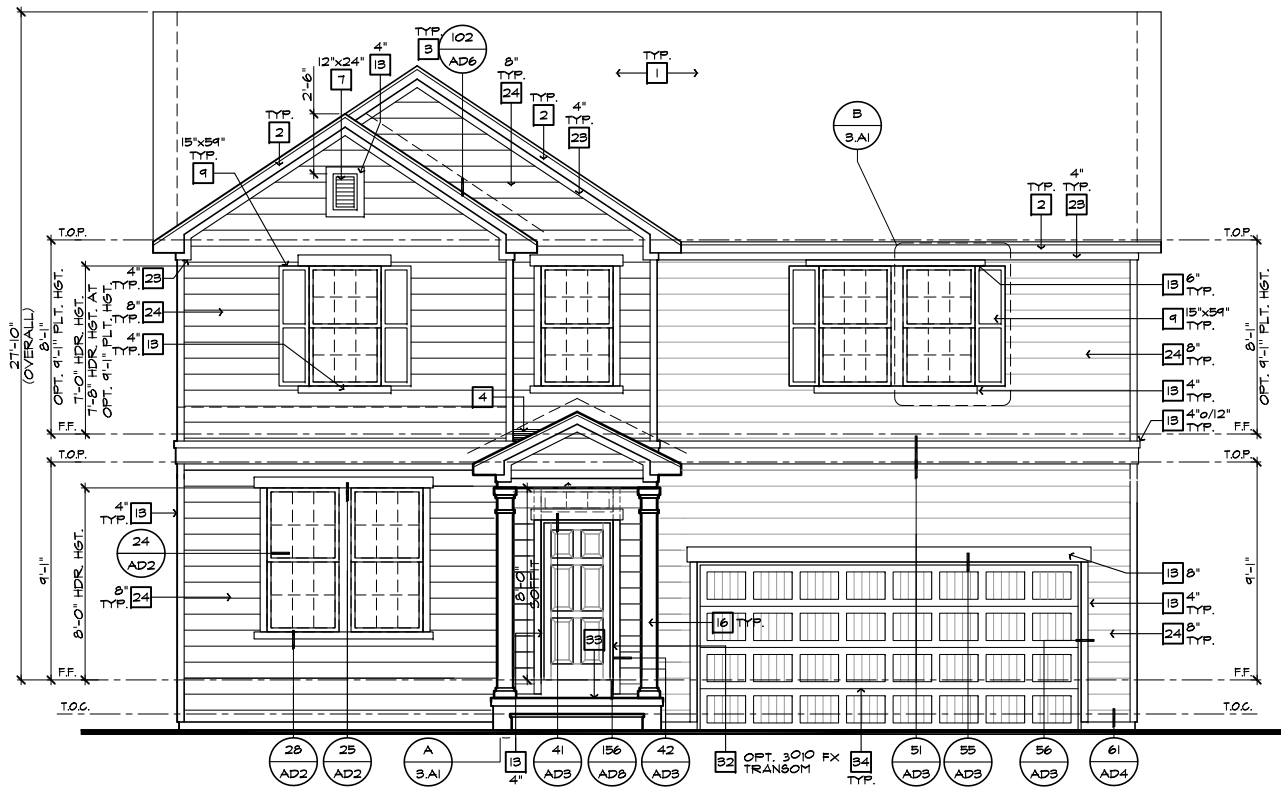 TYP.
3
102
AD6
4"
13
12"x24"
7
2'-6"
8"
TYP.
24
TYP.
1
TYP.
2
TYP.
2
4"
TYP.
23
B
3.A1
15"x59"
TYP.
9
TYP.
2
4"
TYP.
23
T.O.P.
T.O.P.
27'-10"
(OVERALL)
8'-1"
OPT. 9'-1" PLT. HGT.
7'-0" HDR. HGT.
7'-8" HDR. HGT. AT
OPT. 9'-1" PLT. HGT.
4"
TYP. 23
8"
TYP. 24
4"
TYP. 13
13 6"
TYP.
9 15"x59"
TYP.
24 8"
TYP.
13 4"
TYP.
13 4"o/12"
TYP.
8'-1"
OPT. 9'-1" PLT. HGT.
4
F.F.
F.F.
T.O.P.
T.O.P.
9'-1"
8'-0" HDR. HGT.
4"
TYP. 13
24
AD2
8"
TYP. 24
8'-0"
SOFFIT
33
16 TYP.
13 8"
13 4"
TYP.
24 8"
TYP.
9'-1"
F.F.
F.F.
T.O.C.
T.O.C.
28
AD2
25
AD2
A
3.A1
13
4"
41
AD3
156
AD8
42
AD3
32 OPT. 3010 FX
TRANSOM
34
TYP.
51
AD3
55
AD3
56
AD3
61
AD4